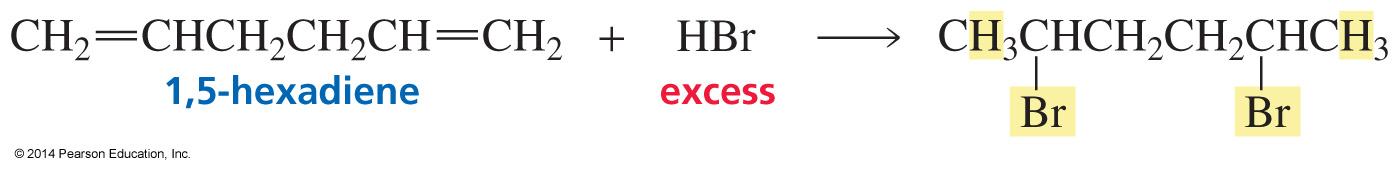 CH₂=CHCH₂CH₂CH=CH₂ + HBr ⟶ CH₃CHCH₂CH₂CHCH₃
1,5-hexadiene excess Br Br
© 2014 Pearson Education, Inc.